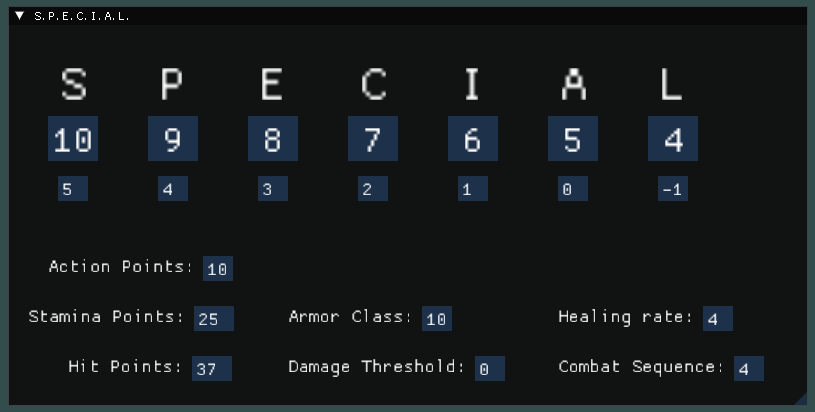 ▼ S.P.E.C.I.A.L.
S P E C I A L
10 9 8 7 6 5 4
5 4 3 2 1 0 -1
Action Points: 10
Stamina Points: 25 Armor Class: 10 Healing rate: 4
Hit Points: 37 Damage Threshold: 0 Combat Sequence: 4